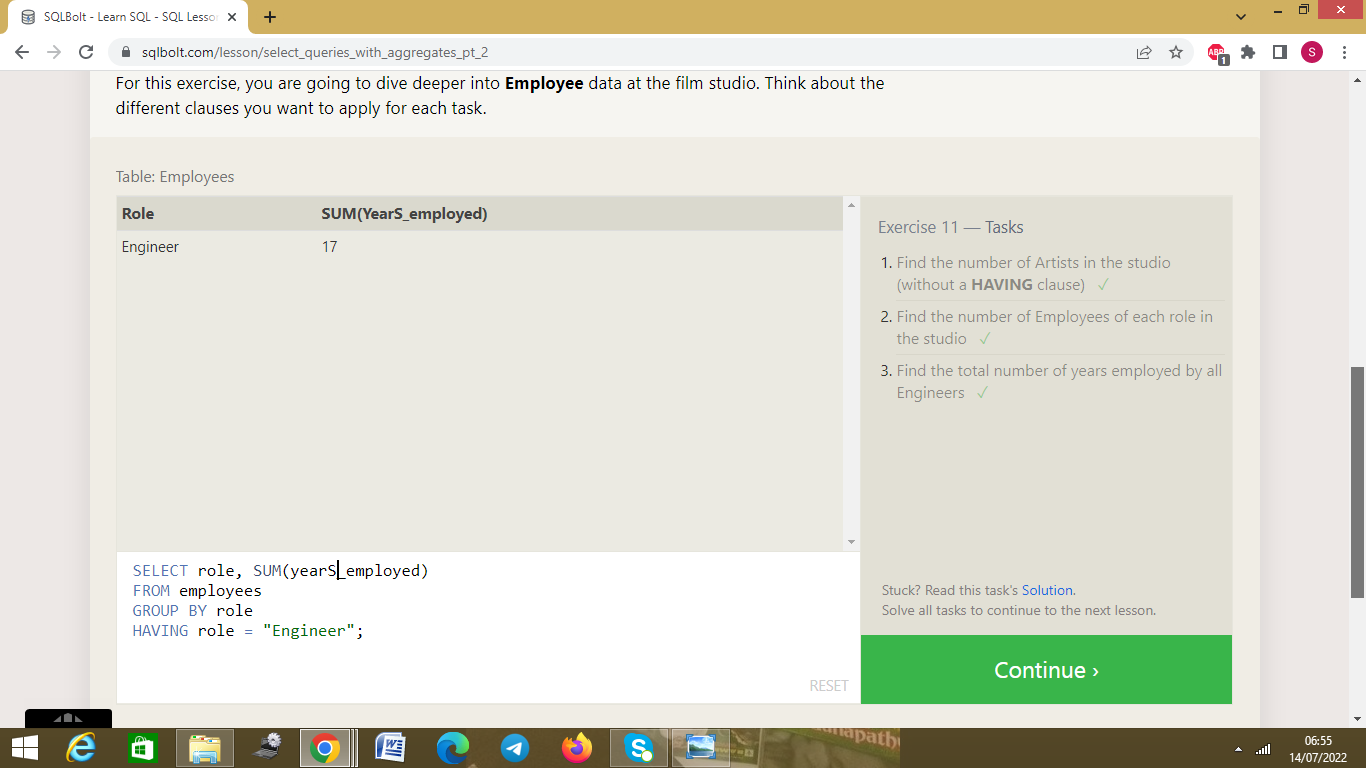 SQLBolt - Learn SQL - SQL Lesson
sqlbolt.com/lesson/select_queries_with_aggregates_pt_2
ABP
1
S
For this exercise, you are going to dive deeper into Employee data at the film studio. Think about the
different clauses you want to apply for each task.
Table: Employees
Role SUM(YearS_employed)
Engineer 17
Exercise 11 — Tasks
1. Find the number of Artists in the studio
(without a HAVING clause) ✓
2. Find the number of Employees of each role in
the studio ✓
3. Find the total number of years employed by all
Engineers ✓
SELECT role, SUM(yearS_employed)
FROM employees
GROUP BY role
HAVING role = "Engineer";
RESET
Stuck? Read this task's Solution.
Solve all tasks to continue to the next lesson.
Continue ›
06:55
14/07/2022